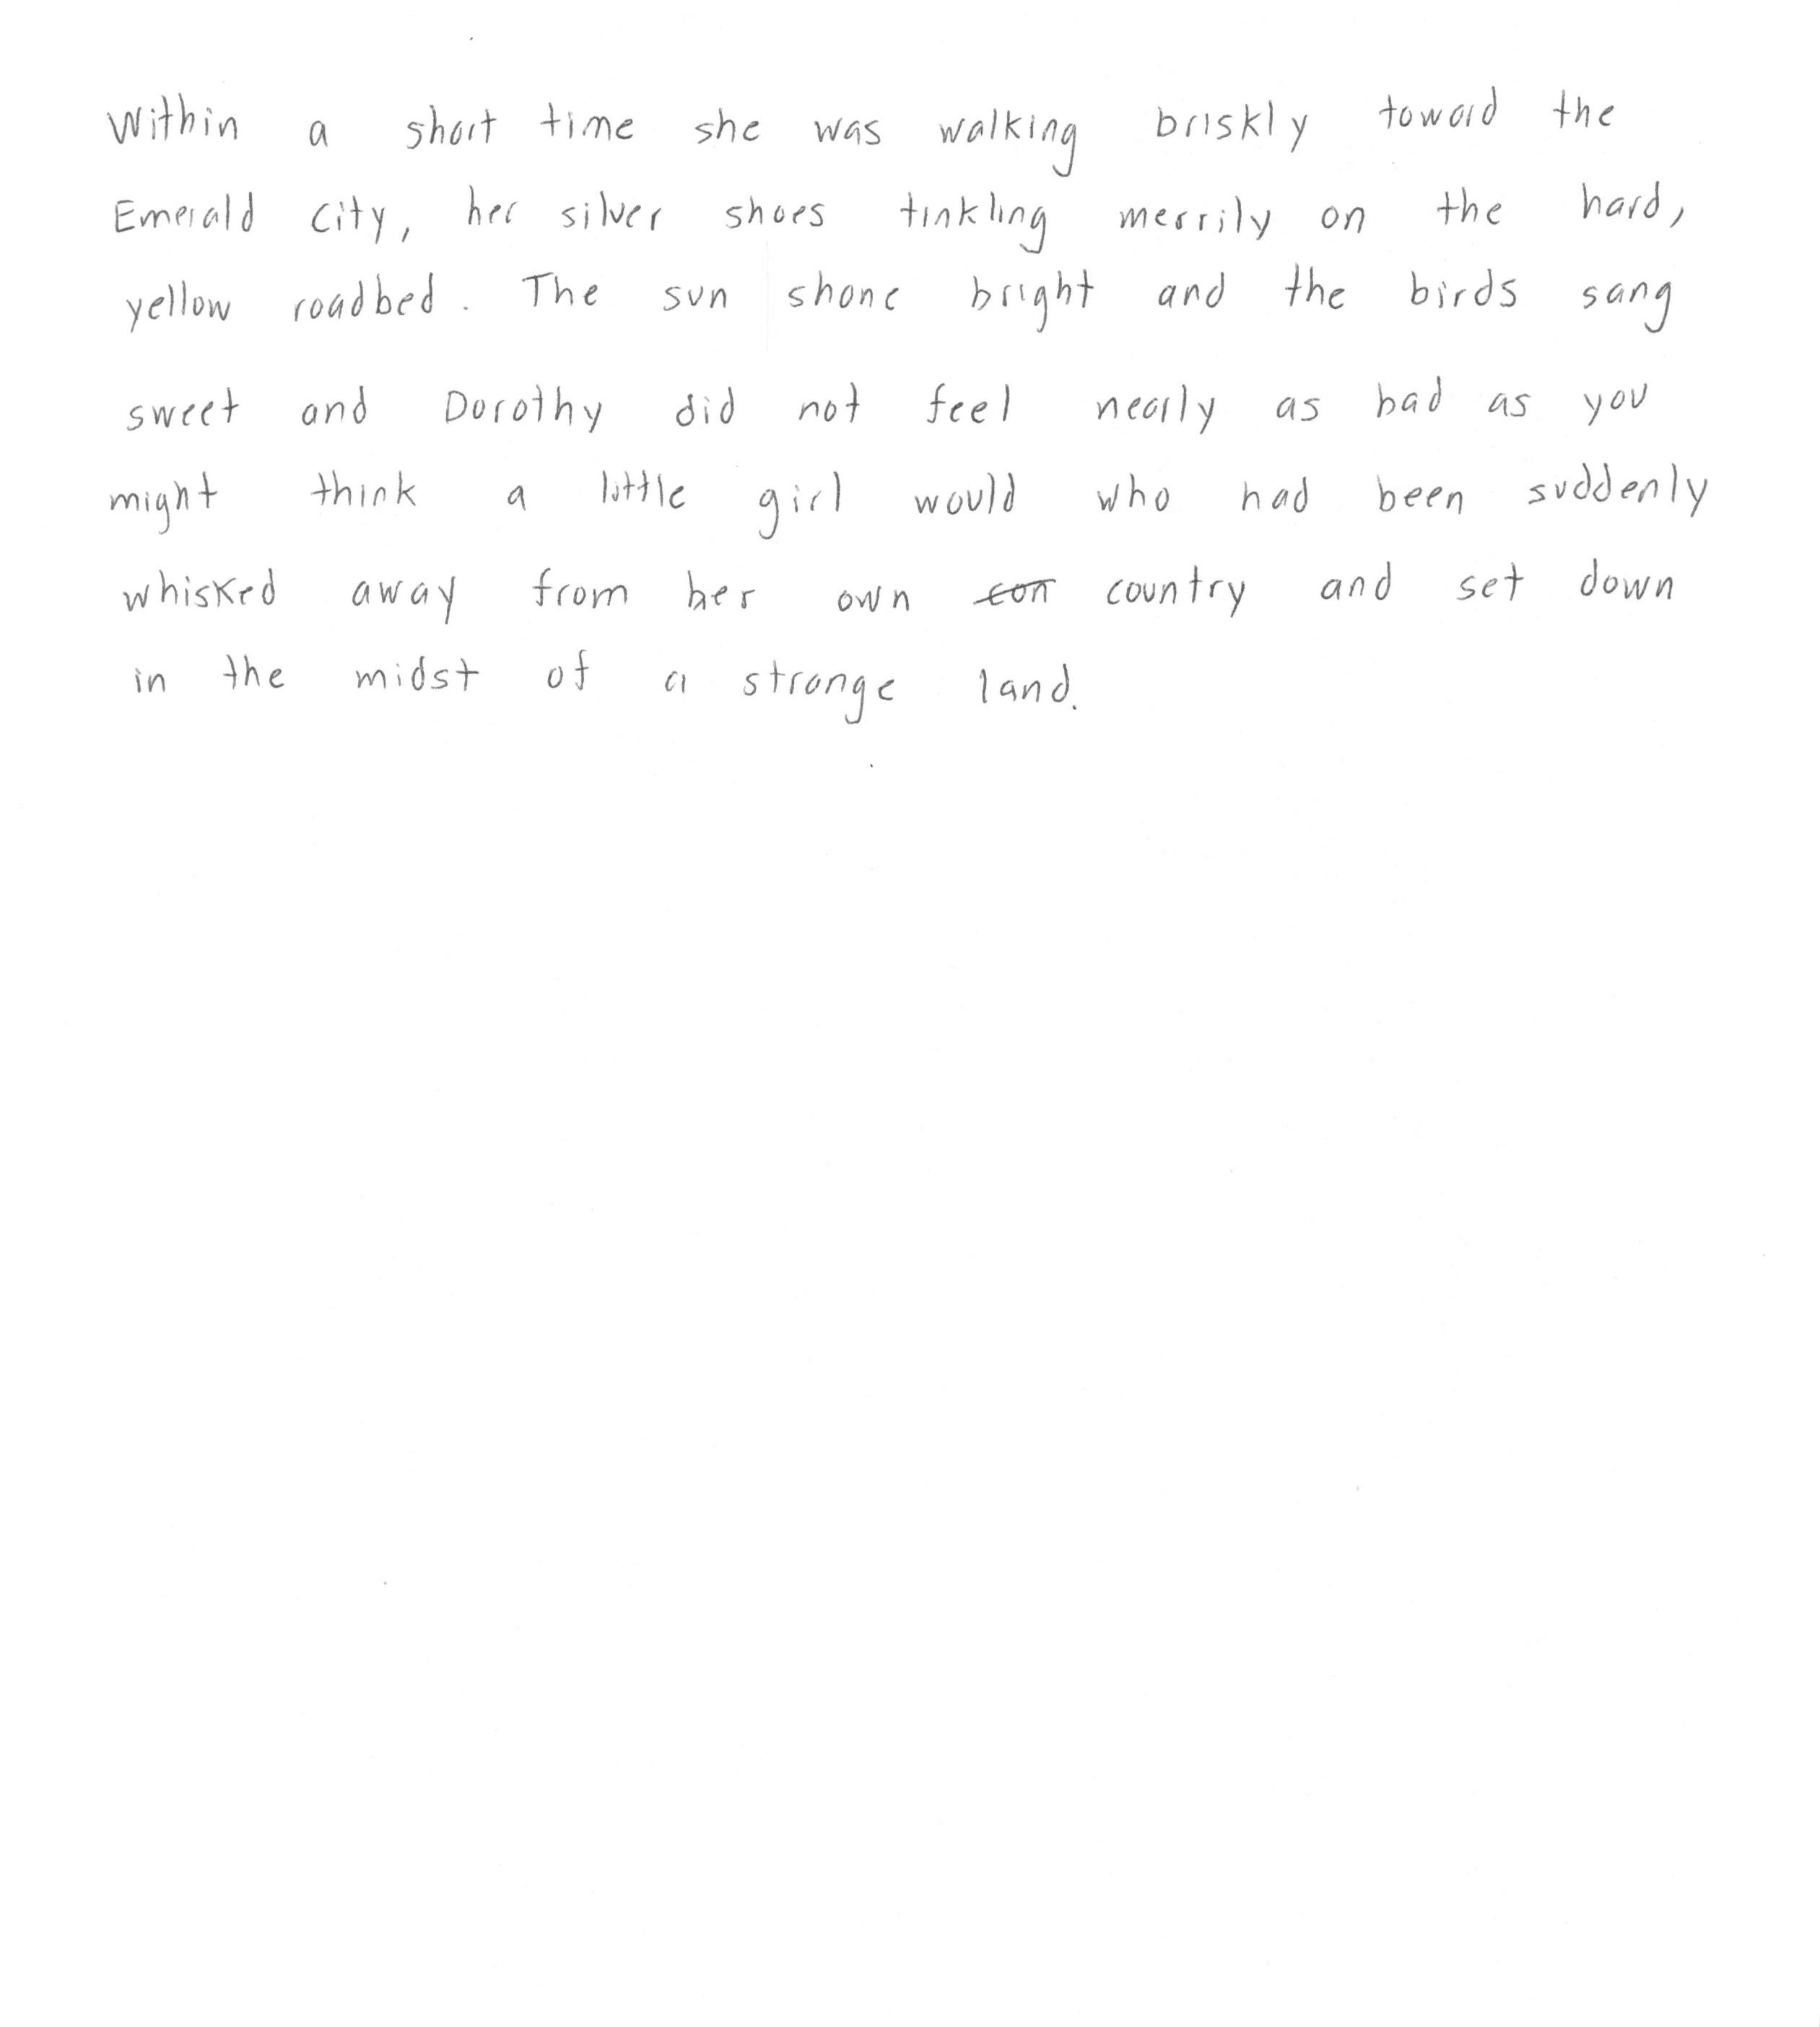 Within a short time she was walking briskly toward the
Emerald City, her silver shoes tinkling merrily on the hard,
yellow roadbed. The sun shone bright and the birds sang
sweet and Dorothy did not feel nearly as bad as you
might think a little girl would who had been suddenly
whisked away from her own con country and set down
in the midst of a strange land.